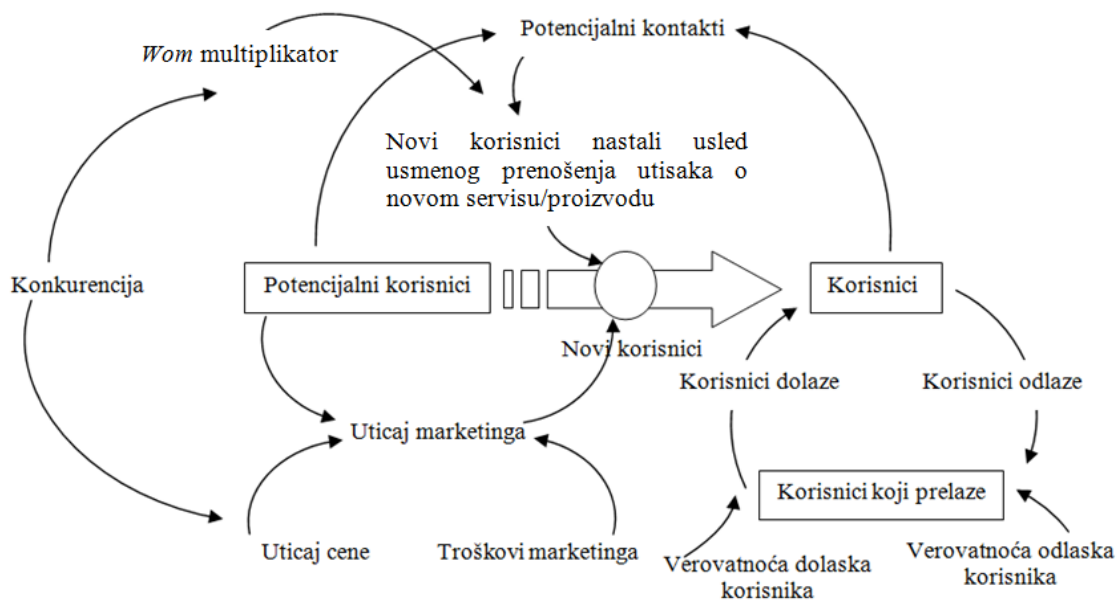 Potencijalni kontakti
Wom multiplikator
Novi korisnici nastali usled
usmenog prenošenja utisaka o
novom servisu/proizvodu
Konkurencija
Potencijalni korisnici
Korisnici
Novi korisnici
Korisnici dolaze
Korisnici odlaze
Uticaj marketinga
Korisnici koji prelaze
Uticaj cene
Troškovi marketinga
Verovatnoća dolaska
korisnika
Verovatnoća odlaska
korisnika